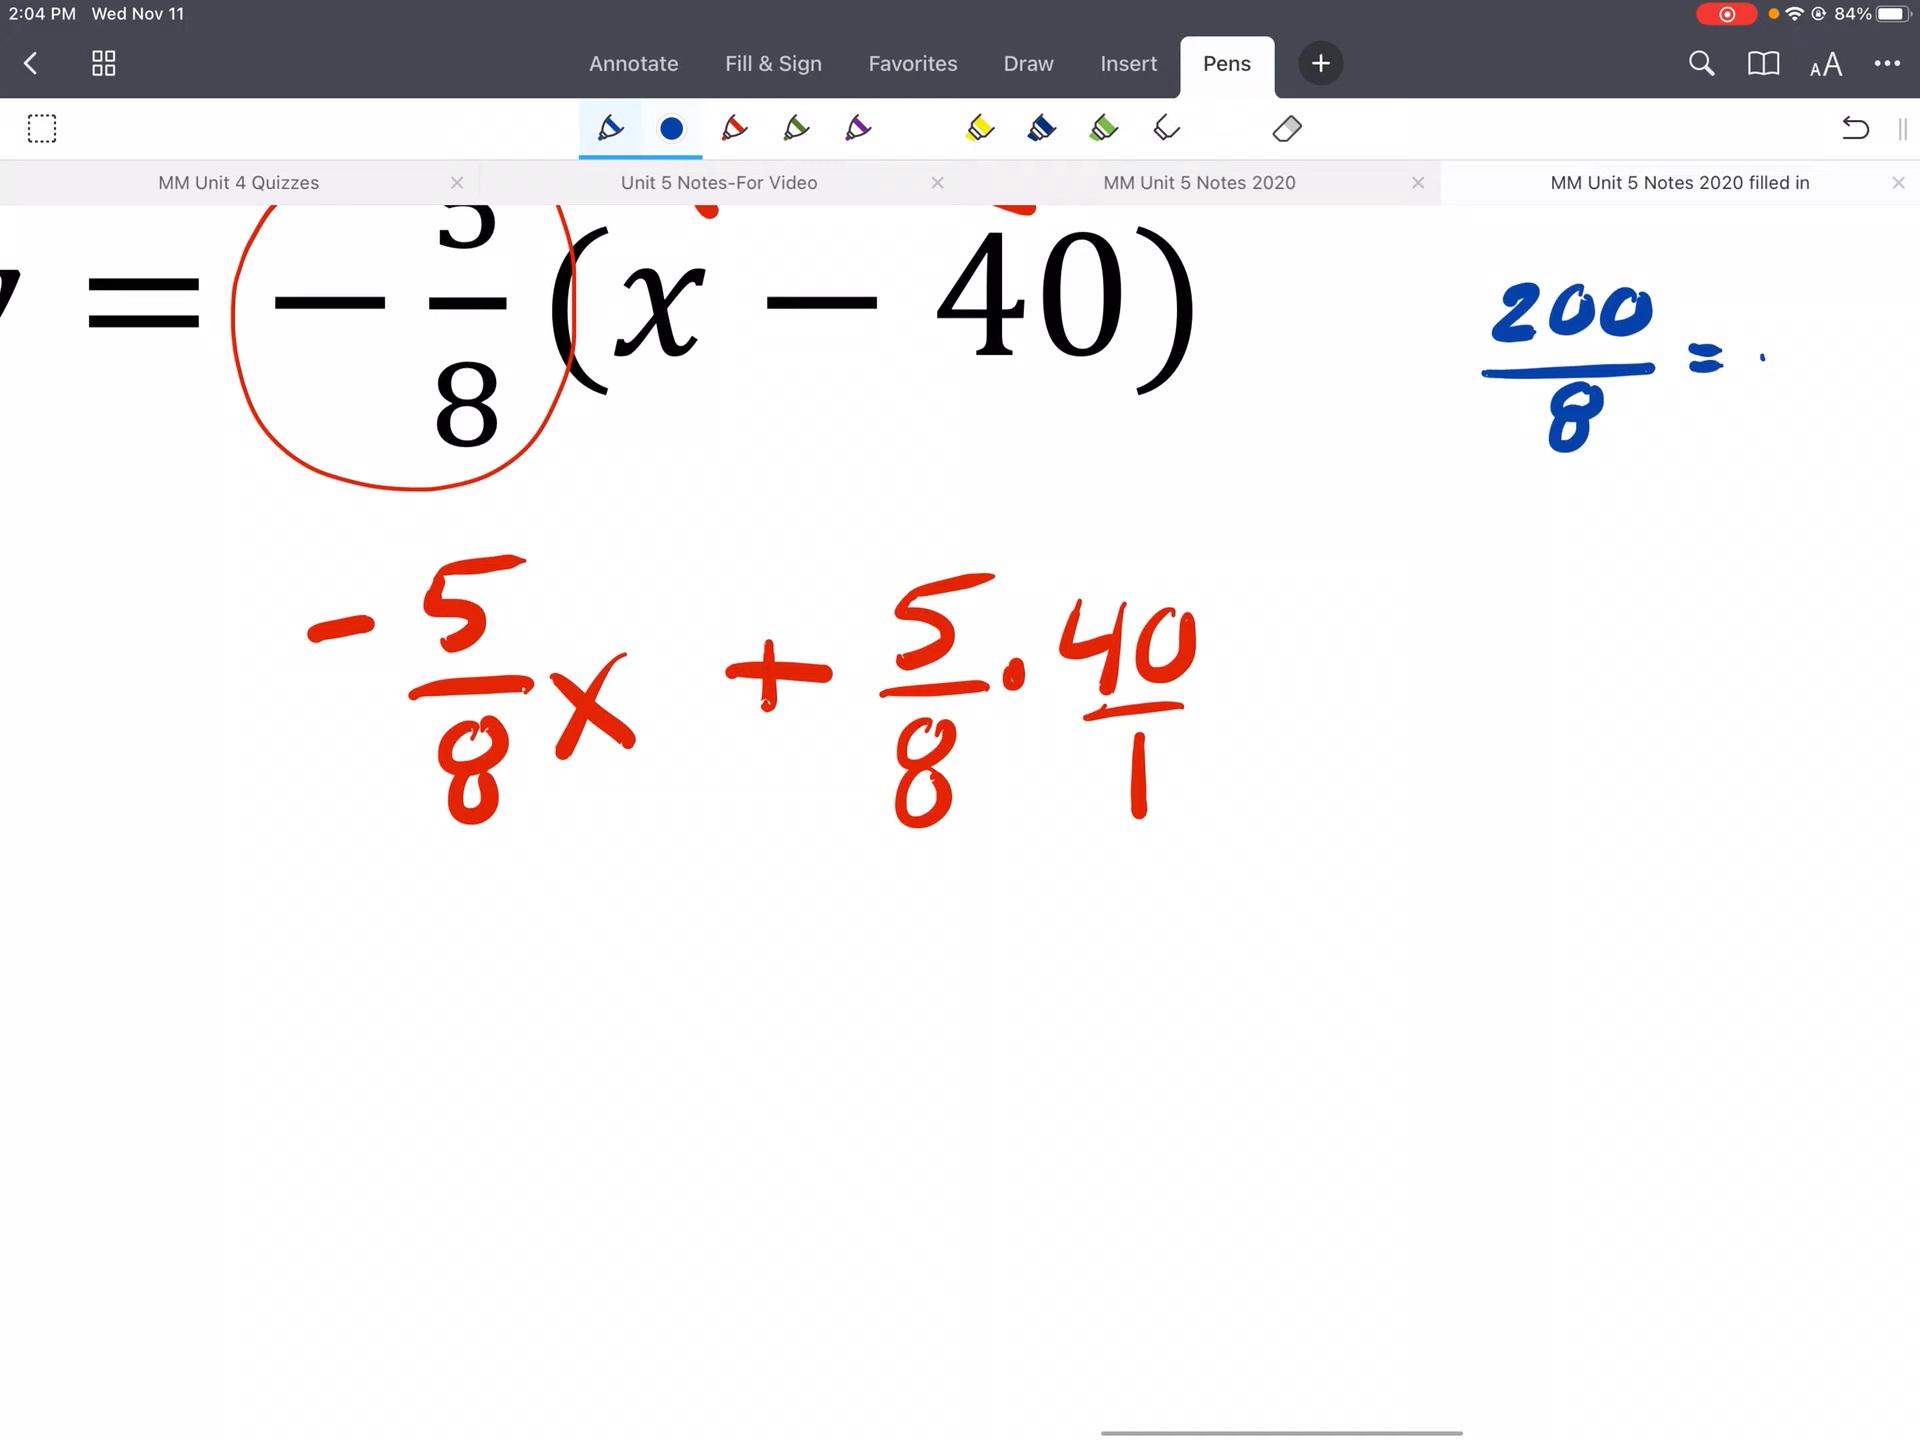 2:04 PM Wed Nov 11
84%
Annotate Fill & Sign Favorites Draw Insert Pens +
AA
MM Unit 4 Quizzes
Unit 5 Notes-For Video
MM Unit 5 Notes 2020
MM Unit 5 Notes 2020 filled in
= - 5/8 (x - 40)
200/8 =
- 5/8 x + 5/8 · 40/1